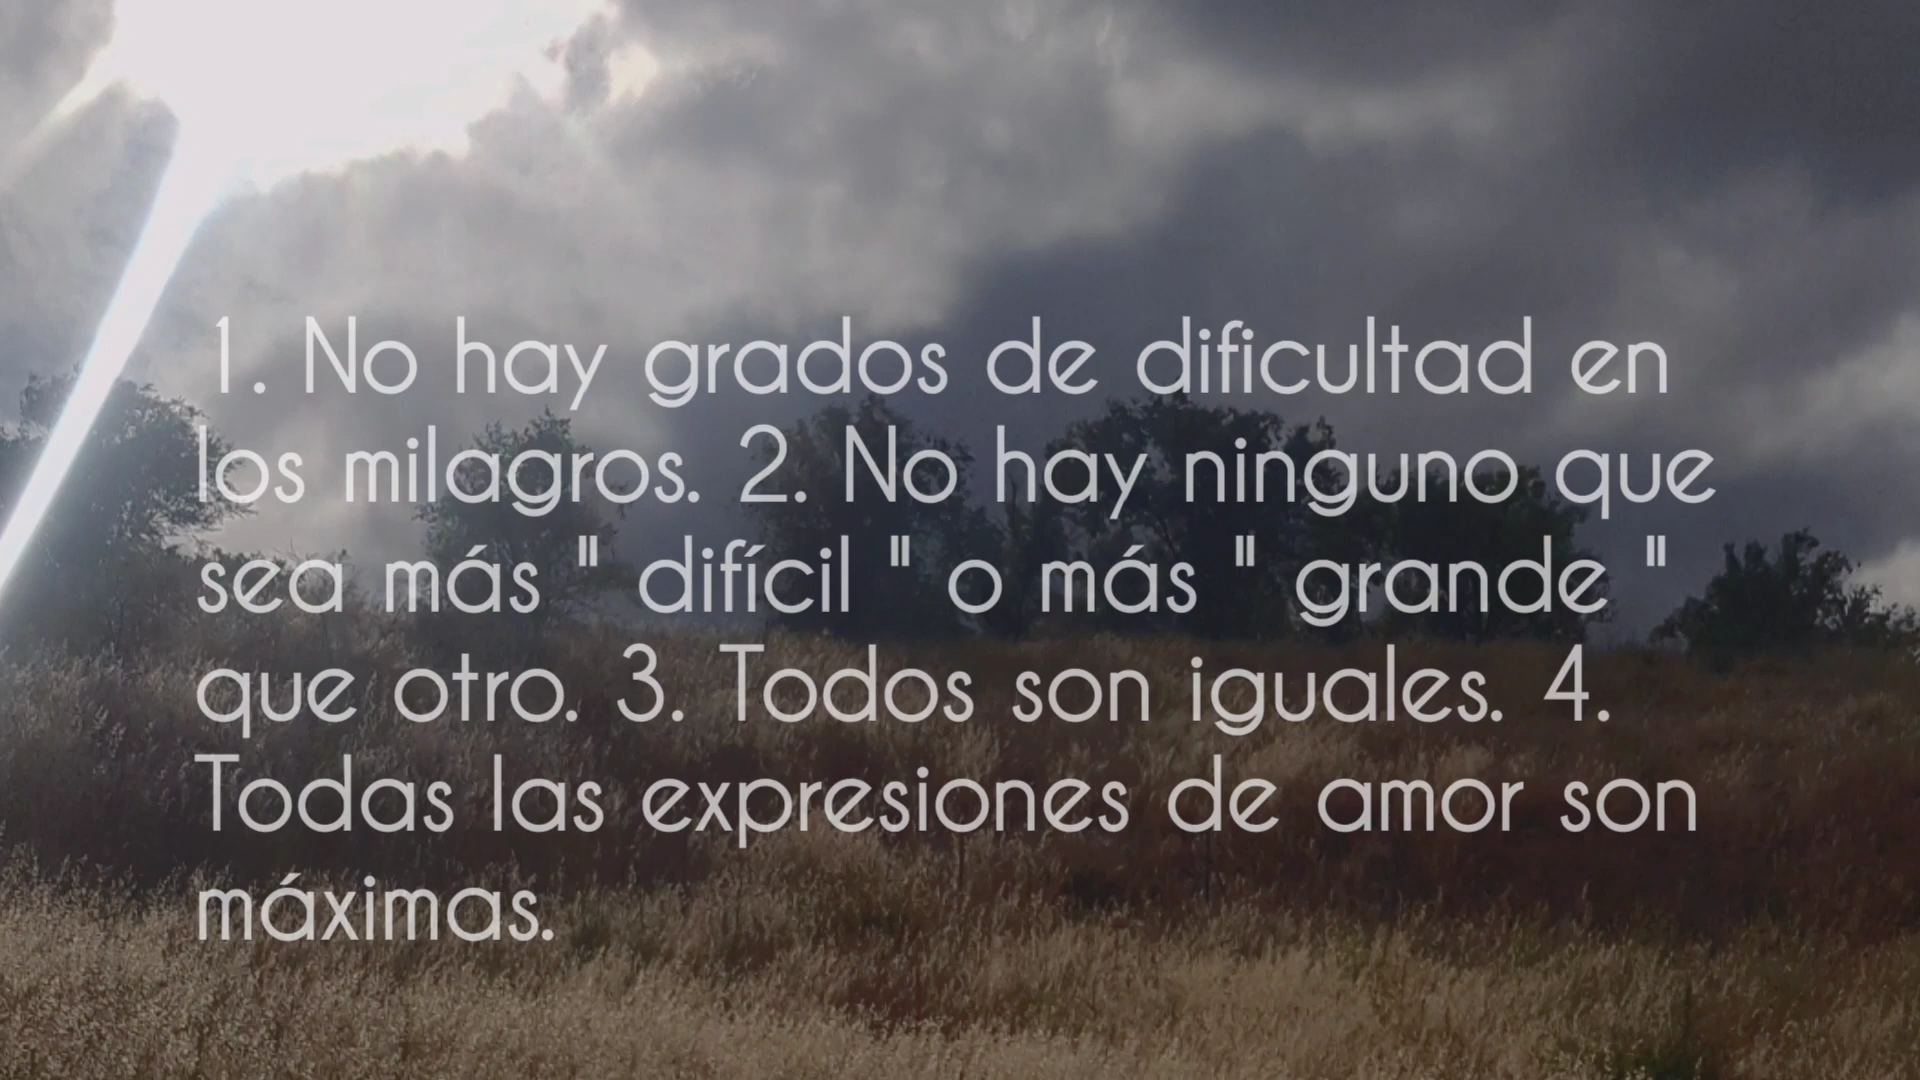 1. No hay grados de dificultad en
los milagros. 2. No hay ninguno que
sea más " difícil " o más " grande "
que otro. 3. Todos son iguales. 4.
Todas las expresiones de amor son
máximas.